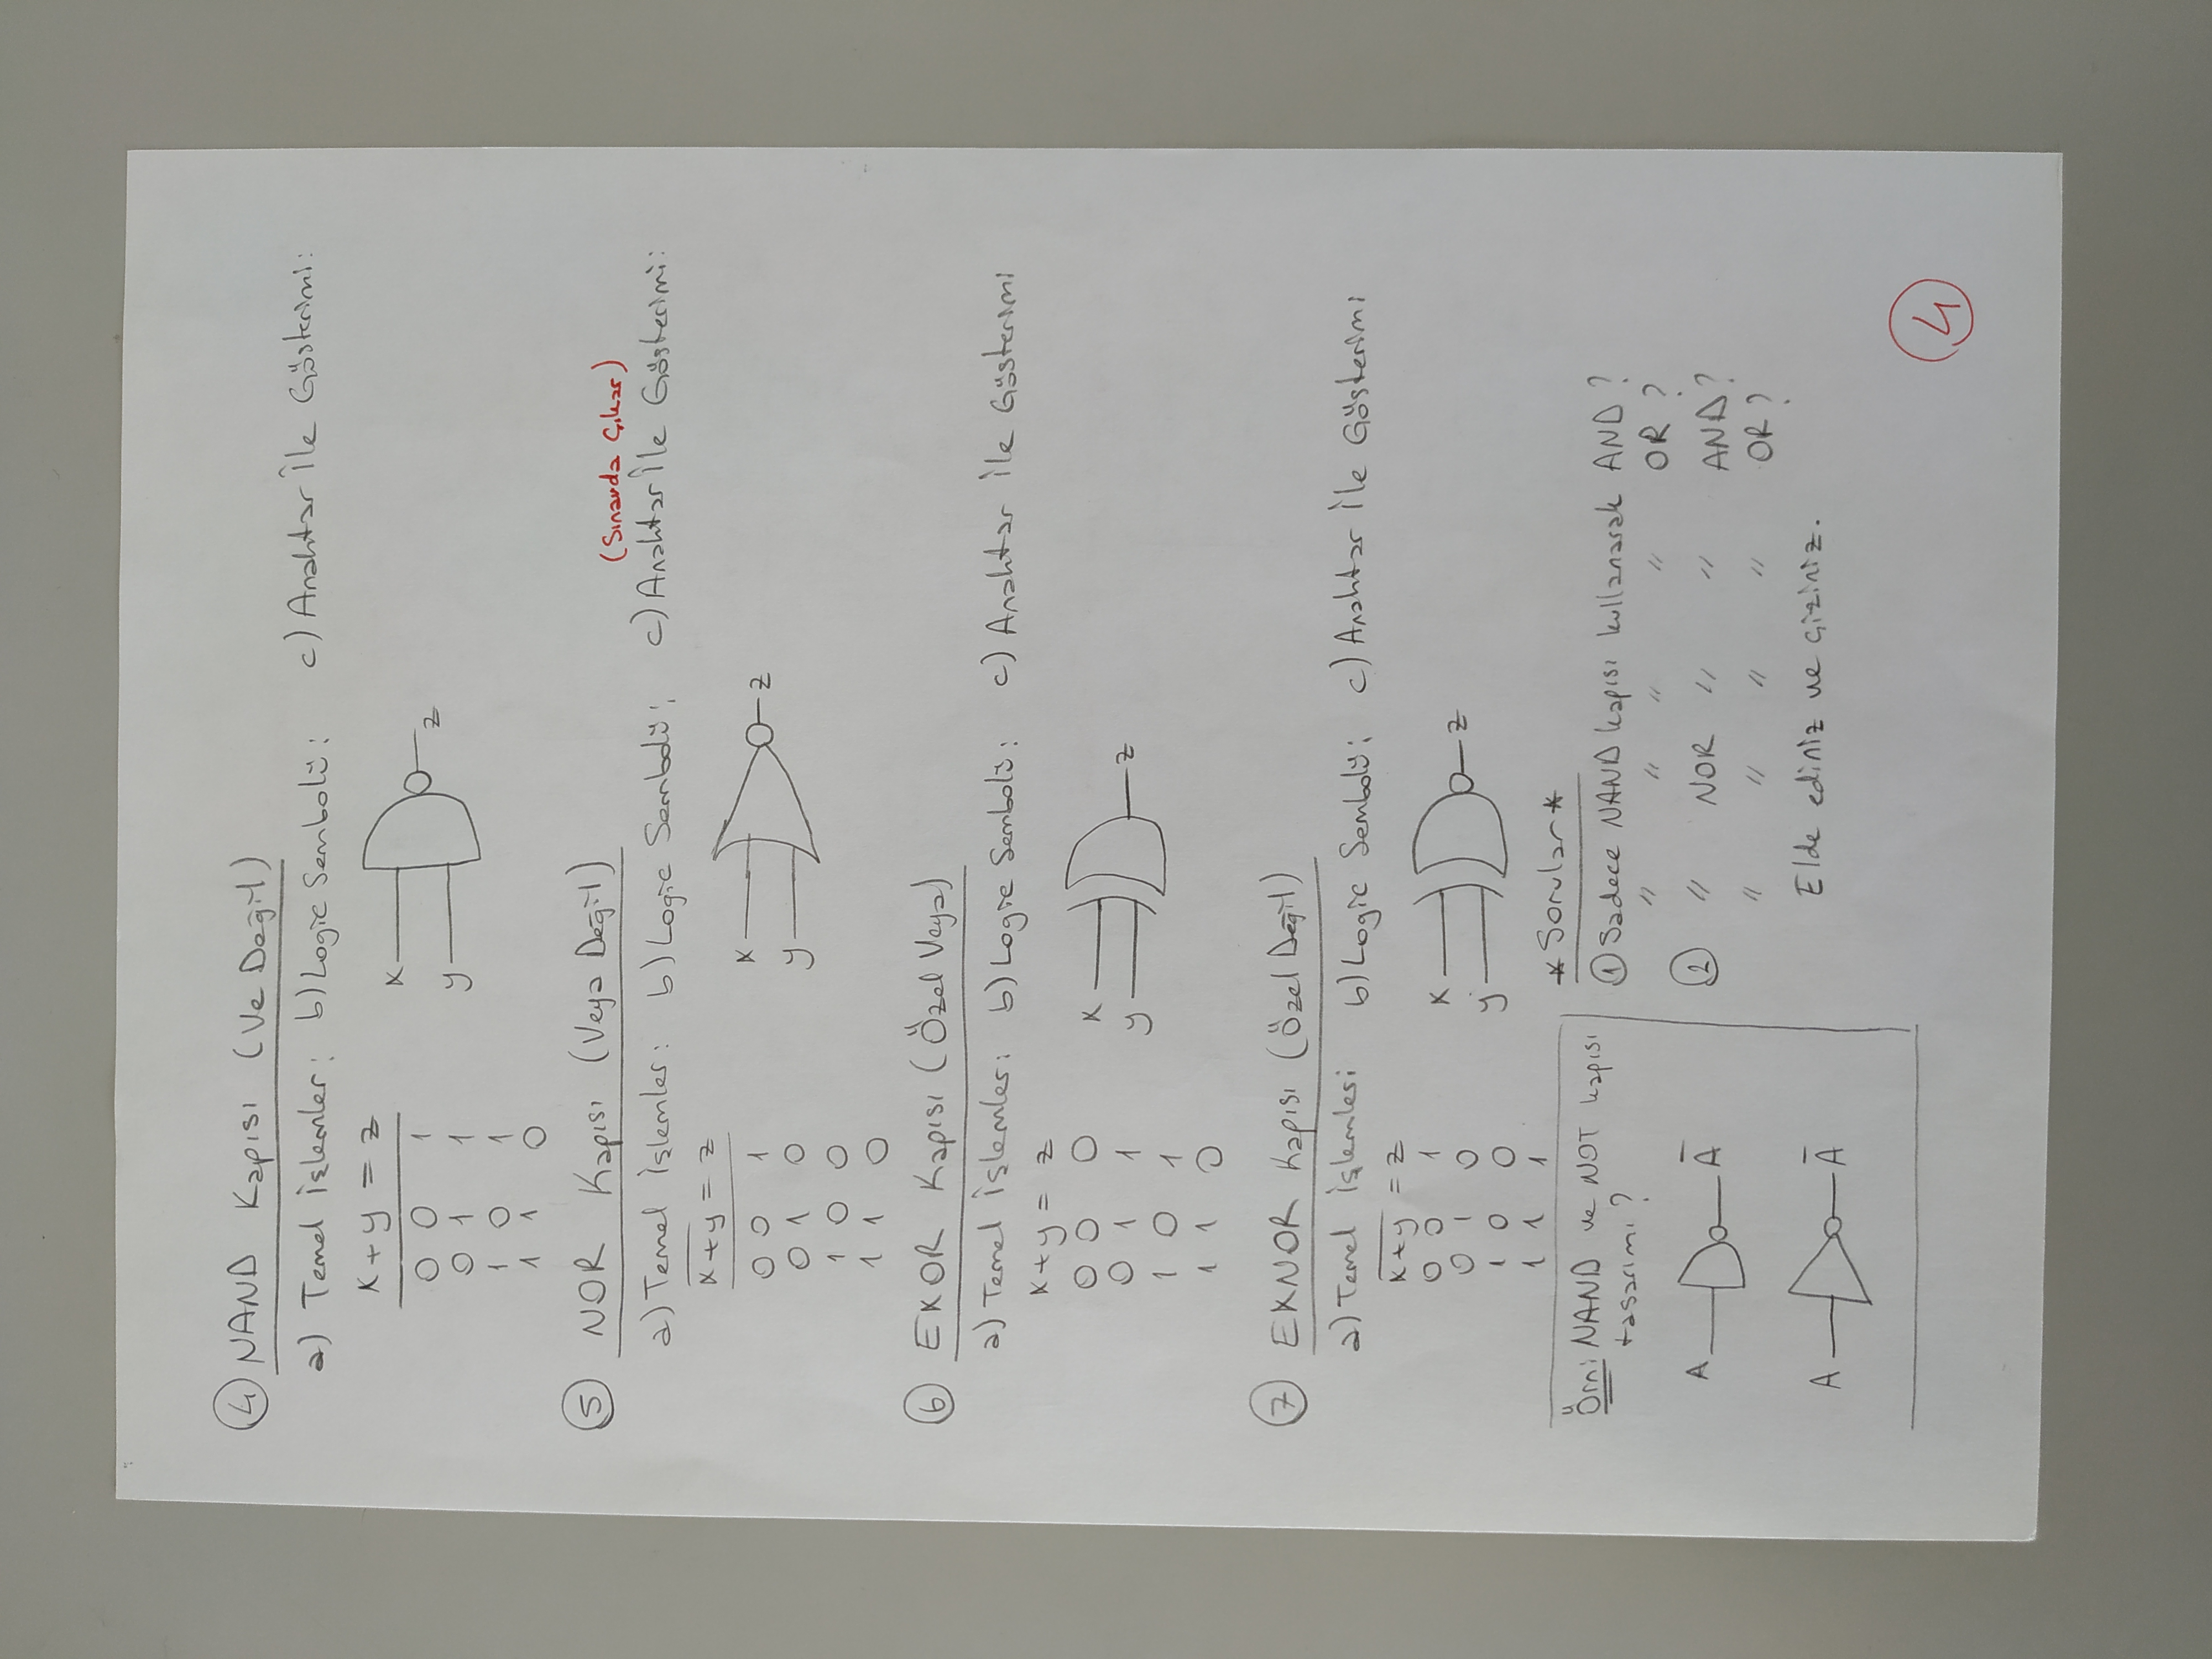 4 NAND Kapısı (Ve Değil)
a) Temel İşlemler: b) Logic Sembolü: c) Anahtar İle Gösterimi:
x + y = z
0 0 1
0 1 1
1 0 1
1 1 0
x
y
z
5 NOR Kapısı (Veya Değil)
(Sınavda Çıkar)
a) Temel İşlemler: b) Logic Sembolü: c) Anahtar İle Gösterimi:
x̅+̅y̅ = z
0 0 1
0 1 0
1 0 0
1 1 0
x
y
z
6 EXOR Kapısı (Özel Veya)
a) Temel İşlemler: b) Logic Sembolü: c) Anahtar İle Gösterimi
x + y = z
0 0 0
0 1 1
1 0 1
1 1 0
x
y
z
7 EXNOR Kapısı (Özel Değil)
a) Temel İşlemler: b) Logic Sembolü: c) Anahtar İle Gösterimi
x̅+̅y̅ = z
0 0 1
0 1 0
1 0 0
1 1 1
x
y
z
Örn: NAND ve NOT kapısı
tasarımı?
A Ā
A Ā
* Sorular *
1 Sadece NAND kapısı kullanarak AND?
" " " " OR ?
2 " NOR " " AND?
" " " " OR?
Elde ediniz ve çiziniz.
4